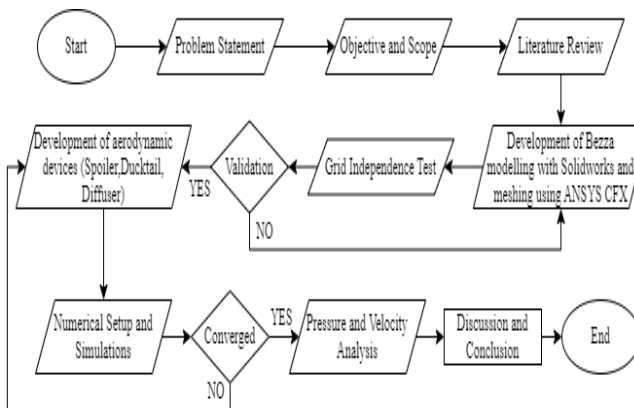 Start
Problem Statement
Objective and Scope
Literature Review
Development of Bezza
modelling with Solidworks and
meshing using ANSYS CFX
Grid Independence Test
Validation
YES
NO
Development of aerodynamic
devices (Spoiler,Ducktail,
Diffuser)
Numerical Setup and
Simulations
Converged
YES
NO
Pressure and Velocity
Analysis
Discussion and
Conclusion
End